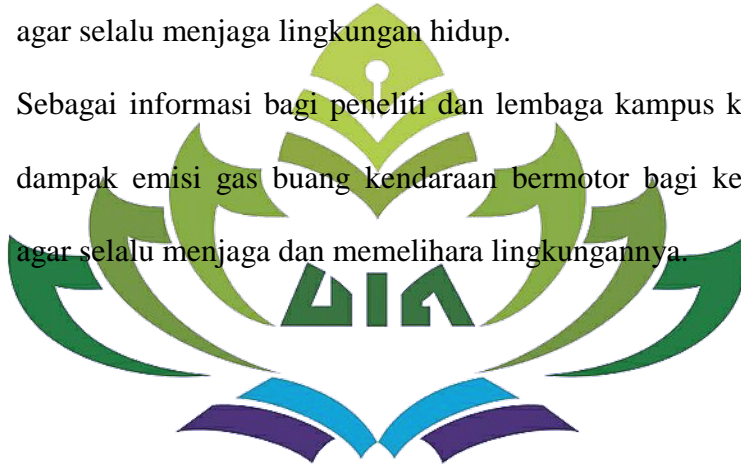 agar selalu menjaga lingkungan hidup.
Sebagai informasi bagi peneliti dan lembaga kampus k
dampak emisi gas buang kendaraan bermotor bagi ke
agar selalu menjaga dan memelihara lingkungannya.
UIN